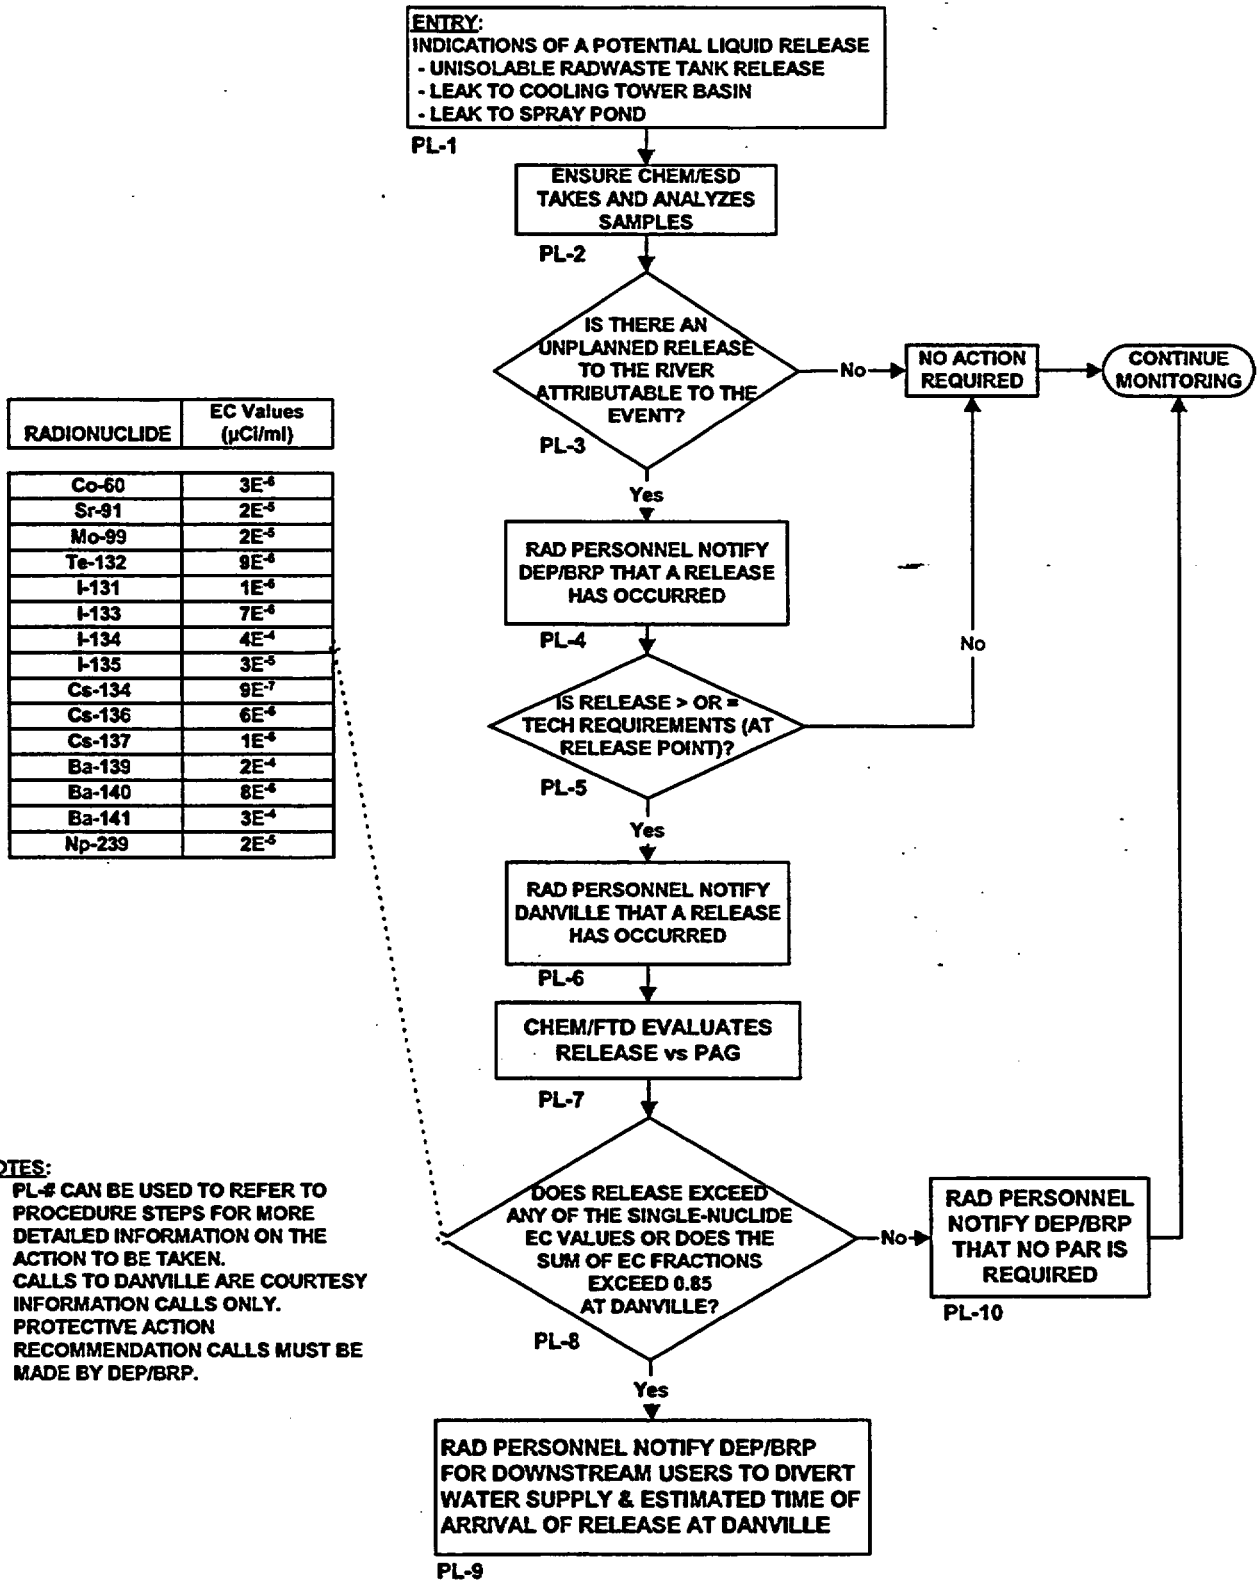 ENTRY:
INDICATIONS OF A POTENTIAL LIQUID RELEASE
- UNISOLABLE RADWASTE TANK RELEASE
- LEAK TO COOLING TOWER BASIN
- LEAK TO SPRAY POND
PL-1
ENSURE CHEM/ESD
TAKES AND ANALYZES
SAMPLES
PL-2
IS THERE AN
UNPLANNED RELEASE
TO THE RIVER
ATTRIBUTABLE TO THE
EVENT?
PL-3
No
NO ACTION
REQUIRED
CONTINUE
MONITORING
Yes
RAD PERSONNEL NOTIFY
DEP/BRP THAT A RELEASE
HAS OCCURRED
PL-4
No
IS RELEASE > OR =
TECH REQUIREMENTS (AT
RELEASE POINT)?
PL-5
Yes
RAD PERSONNEL NOTIFY
DANVILLE THAT A RELEASE
HAS OCCURRED
PL-6
CHEM/FTD EVALUATES
RELEASE vs PAG
PL-7
DOES RELEASE EXCEED
ANY OF THE SINGLE-NUCLIDE
EC VALUES OR DOES THE
SUM OF EC FRACTIONS
EXCEED 0.85
AT DANVILLE?
PL-8
No
RAD PERSONNEL
NOTIFY DEP/BRP
THAT NO PAR IS
REQUIRED
PL-10
Yes
RAD PERSONNEL NOTIFY DEP/BRP
FOR DOWNSTREAM USERS TO DIVERT
WATER SUPPLY & ESTIMATED TIME OF
ARRIVAL OF RELEASE AT DANVILLE
PL-9
RADIONUCLIDE EC Values (µCi/ml)
Co-60 3E-6
Sr-91 2E-5
Mo-99 2E-5
Te-132 9E-6
I-131 1E-6
I-133 7E-6
I-134 4E-4
I-135 3E-5
Cs-134 9E-7
Cs-136 6E-6
Cs-137 1E-6
Ba-139 2E-4
Ba-140 8E-6
Ba-141 3E-4
Np-239 2E-5
OTES:
PL-# CAN BE USED TO REFER TO
PROCEDURE STEPS FOR MORE
DETAILED INFORMATION ON THE
ACTION TO BE TAKEN.
CALLS TO DANVILLE ARE COURTESY
INFORMATION CALLS ONLY.
PROTECTIVE ACTION
RECOMMENDATION CALLS MUST BE
MADE BY DEP/BRP.